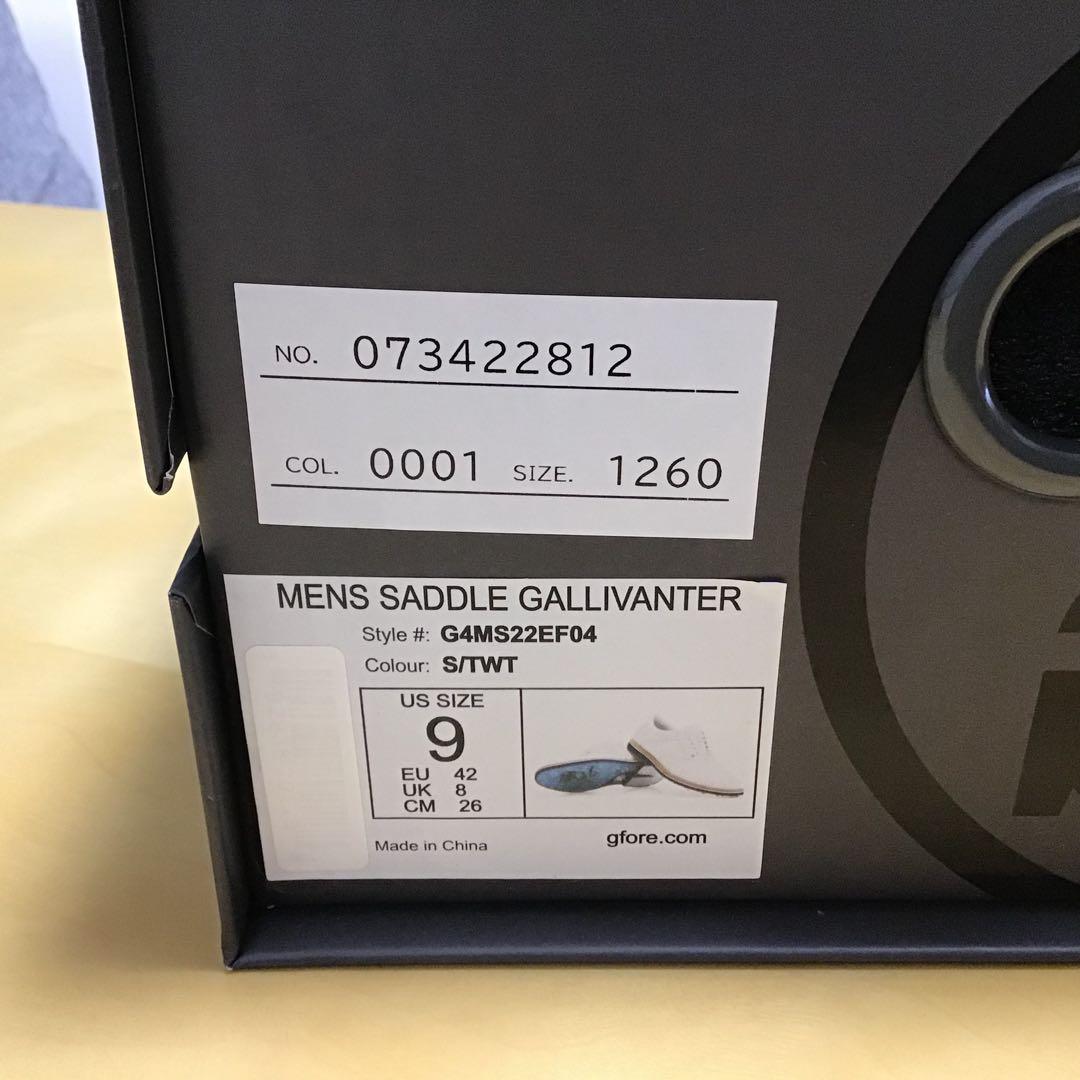 NO. 073422812
COL. 0001 SIZE. 1260
MENS SADDLE GALLIVANTER
Style #: G4MS22EF04
Colour: S/TWT
US SIZE
9
EU 42
UK 8
CM 26
Made in China
gfore.com